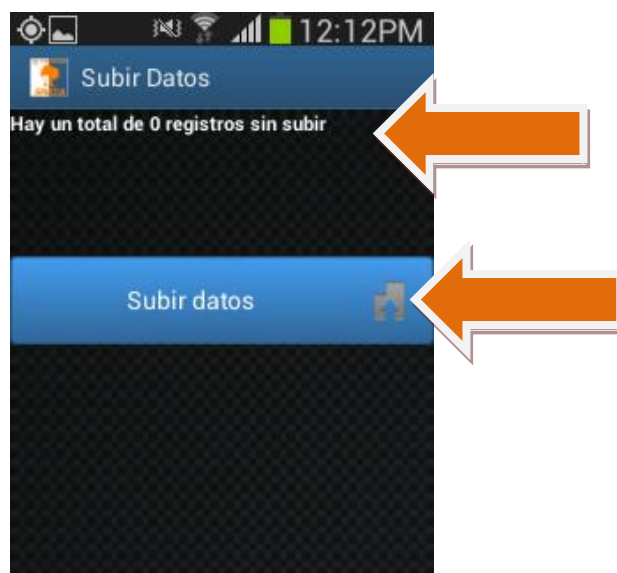 12:12PM
Subir Datos
Hay un total de 0 registros sin subir
Subir datos